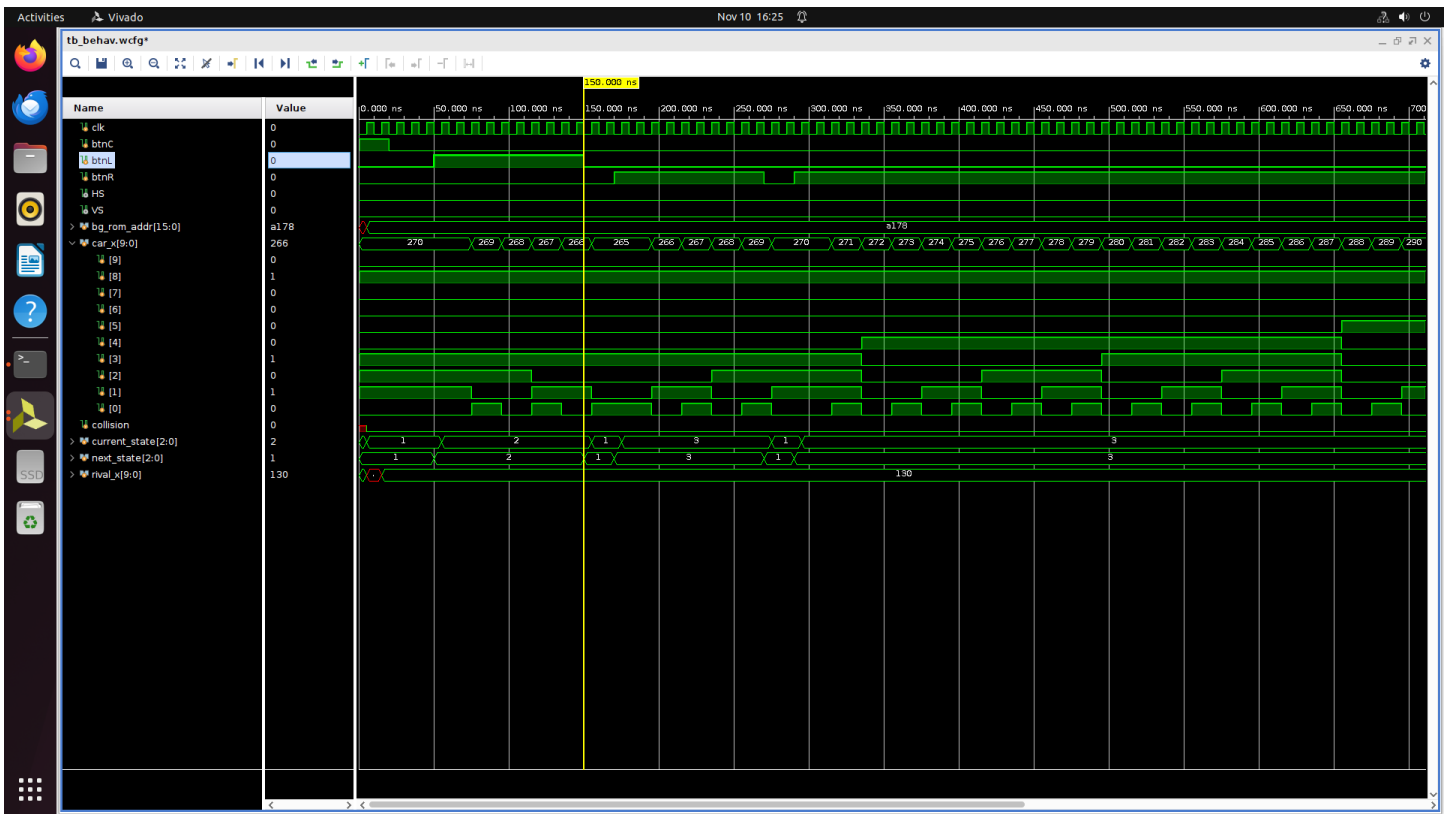 Activities Vivado Nov 10 16:25
tb_behav.wcfg*
150.000 ns
Name Value 0.000 ns 50.000 ns 100.000 ns 150.000 ns 200.000 ns 250.000 ns 300.000 ns 350.000 ns 400.000 ns 450.000 ns 500.000 ns 550.000 ns 600.000 ns 650.000 ns 700
clk 0
btnC 0
btnL 0
btnR 0
HS 0
VS 0
bg_rom_addr[15:0] a178 a178
car_x[9:0] 266 270 269 268 267 266 265 266 267 268 269 270 271 272 273 274 275 276 277 278 279 280 281 282 283 284 285 286 287 288 289 290
[9] 0
[8] 1
[7] 0
[6] 0
[5] 0
[4] 0
[3] 1
[2] 0
[1] 1
[0] 0
collision 0
current_state[2:0] 2 1 2 1 3 1 3
next_state[2:0] 1 1 2 1 3 1 3
rival_x[9:0] 130 . 130
SSD